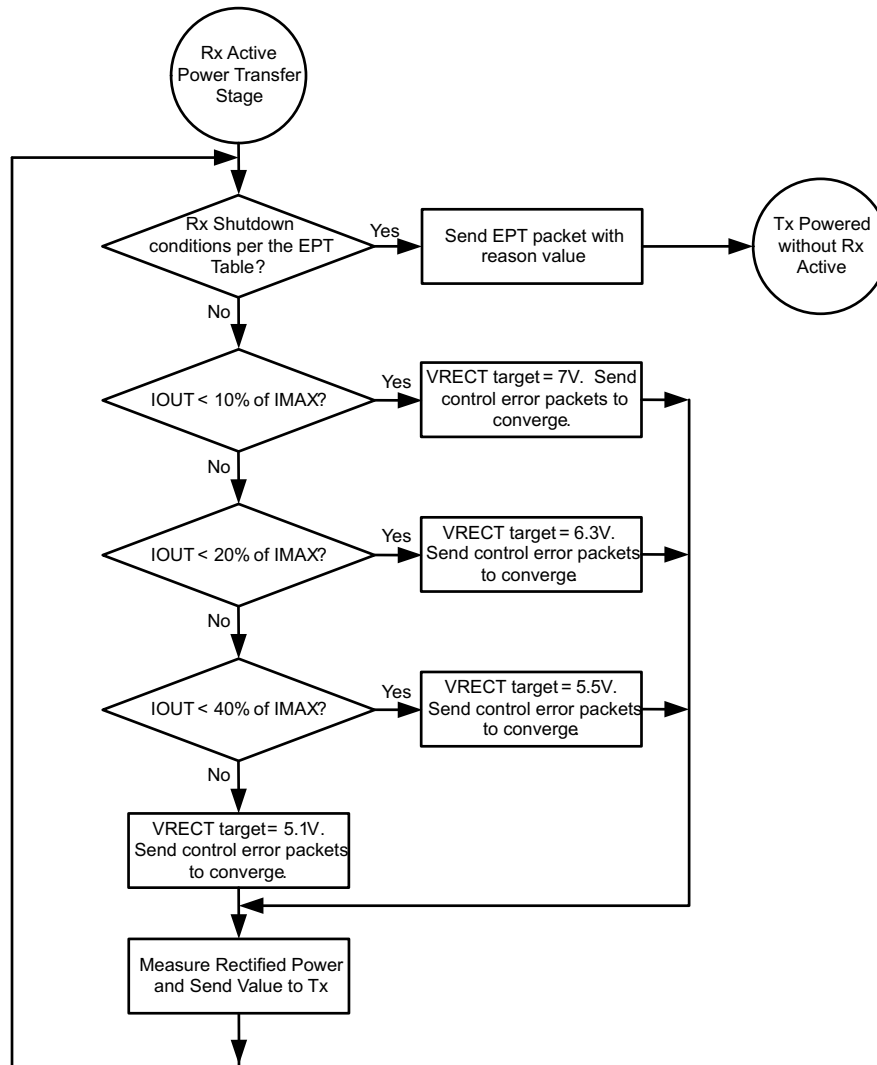 Rx Active
Power Transfer
Stage
Rx Shutdown
conditions per the EPT
Table?
Yes
Send EPT packet with
reason value
Tx Powered
without Rx
Active
No
IOUT < 10% of IMAX?
Yes
VRECT target = 7V. Send
control error packets to
converge.
No
IOUT < 20% of IMAX?
Yes
VRECT target = 6.3V.
Send control error packets
to converge.
No
IOUT < 40% of IMAX?
Yes
VRECT target = 5.5V.
Send control error packets
to converge.
No
VRECT target = 5.1V.
Send control error packets
to converge.
Measure Rectified Power
and Send Value to Tx